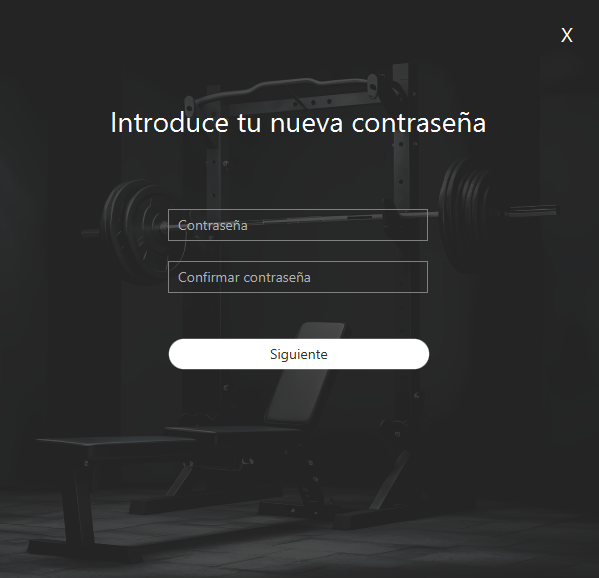 X
Introduce tu nueva contraseña
Contraseña
Confirmar contraseña
Siguiente